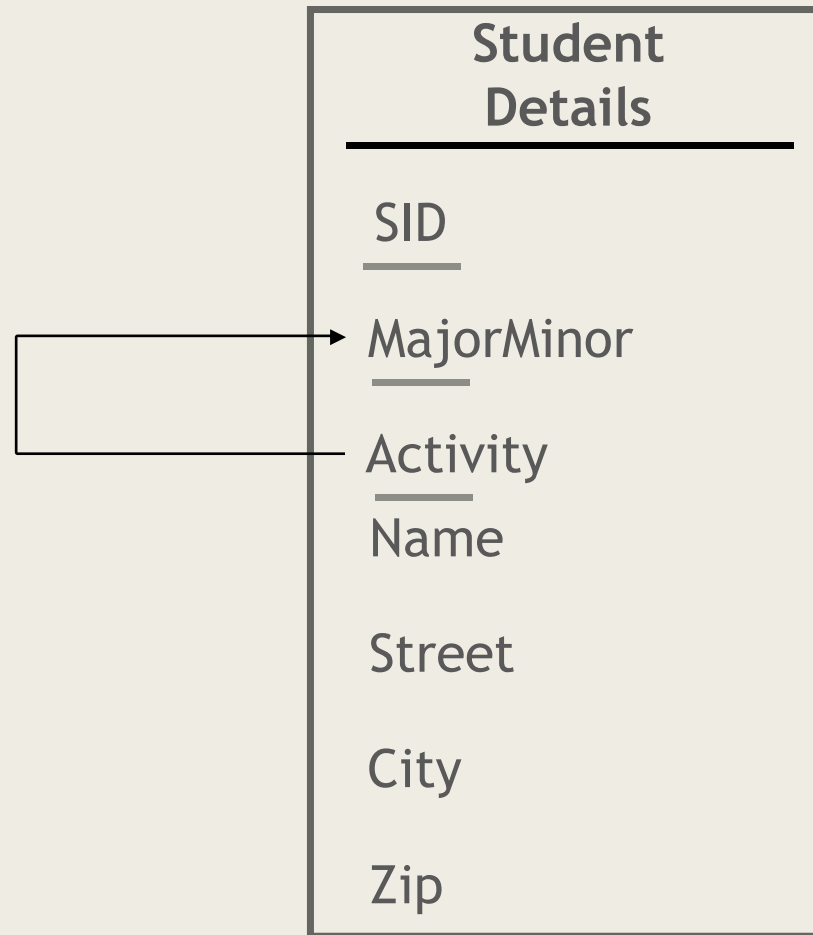 Student
Details
SID
MajorMinor
Activity
Name
Street
City
Zip